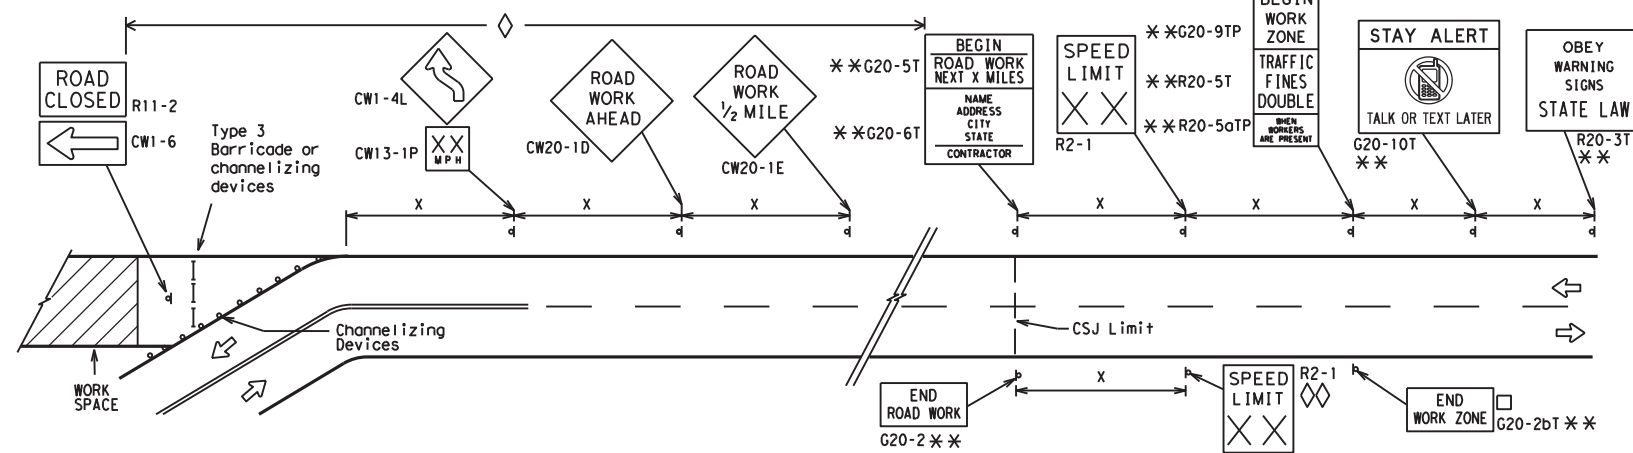 ROAD
CLOSED
R11-2
CW1-6
Type 3
Barricade or
channelizing
devices
CW1-4L
XX
MPH
CW13-1P
ROAD
WORK
AHEAD
CW20-1D
ROAD
WORK
1/2 MILE
CW20-1E
**G20-5T
**G20-6T
BEGIN
ROAD WORK
NEXT X MILES
NAME
ADDRESS
CITY
STATE
CONTRACTOR
SPEED
LIMIT
XX
R2-1
**G20-9TP
**R20-5T
**R20-5aTP
BEGIN
WORK
ZONE
TRAFFIC
FINES
DOUBLE
WHEN
WORKERS
ARE PRESENT
STAY ALERT
TALK OR TEXT LATER
G20-10T
**
OBEY
WARNING
SIGNS
STATE LAW
R20-3T
**
X
X
X
X
X
X
X
Channelizing
Devices
CSJ Limit
WORK
SPACE
END
ROAD WORK
G20-2 **
X
SPEED
LIMIT
XX
R2-1
END
WORK ZONE
G20-2bT **